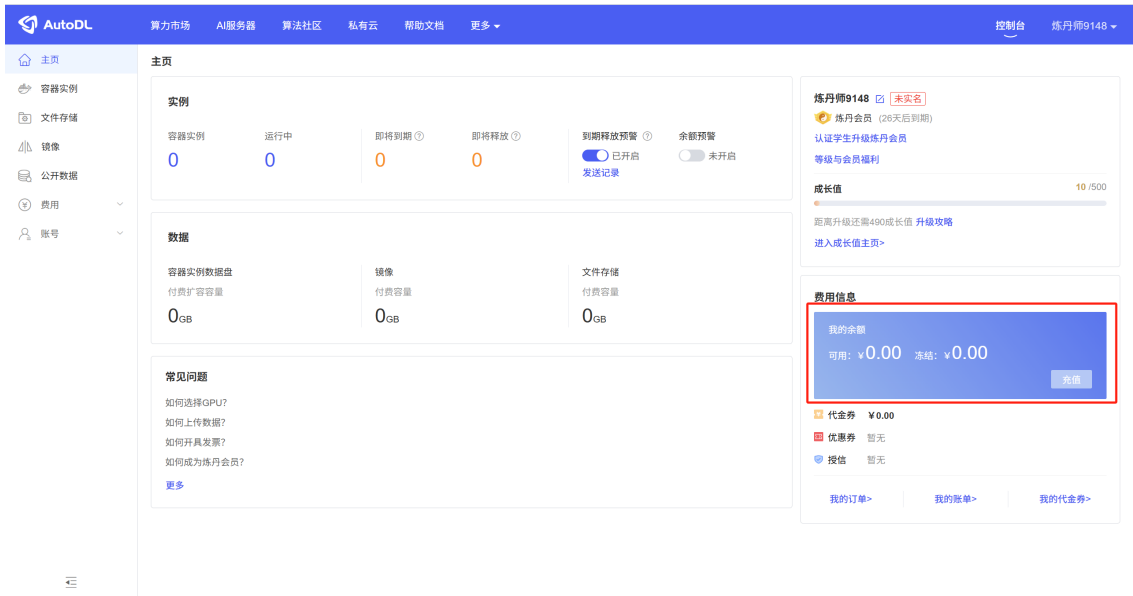 AutoDL 算力市场 AI服务器 算法社区 私有云 帮助文档 更多 控制台 炼丹师9148
主页
容器实例
文件存储
镜像
公开数据
费用
账号
主页
实例
容器实例 运行中 即将到期 即将释放 到期释放预警 余额预警
0 0 0 0 已开启 未开启
发送记录
数据
容器实例数据盘 镜像 文件存储
付费扩容容量 付费容量 付费容量
0GB 0GB 0GB
常见问题
如何选择GPU?
如何上传数据?
如何开具发票?
如何成为炼丹会员?
更多
炼丹师9148 未实名
炼丹会员 (26天后到期)
认证学生升级炼丹会员
等级与会员福利
成长值 10 /500
距离升级还需490成长值 升级攻略
进入成长值主页>
费用信息
我的余额
可用: ¥0.00 冻结: ¥0.00
充值
代金券 ¥0.00
优惠券 暂无
授信 暂无
我的订单> 我的账单> 我的代金券>